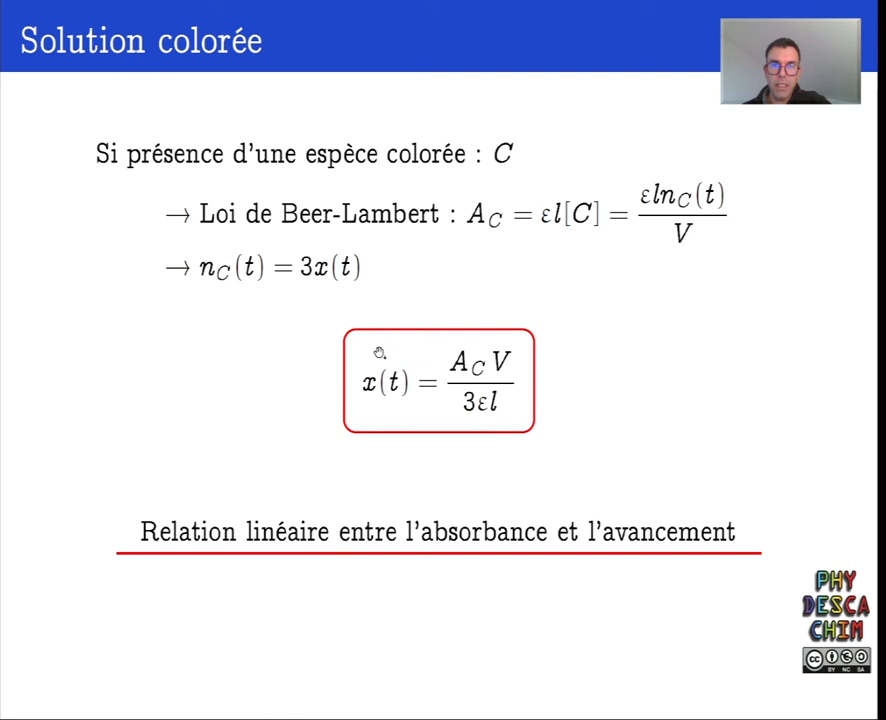 Solution colorée
Si présence d'une espèce colorée : C
→ Loi de Beer-Lambert : A_C = εl[C] = εln_C(t) / V
→ n_C(t) = 3x(t)
x(t) = A_C V / 3εl
Relation linéaire entre l'absorbance et l'avancement
PHY
DESCA
CHIM
CC
BY NC SA